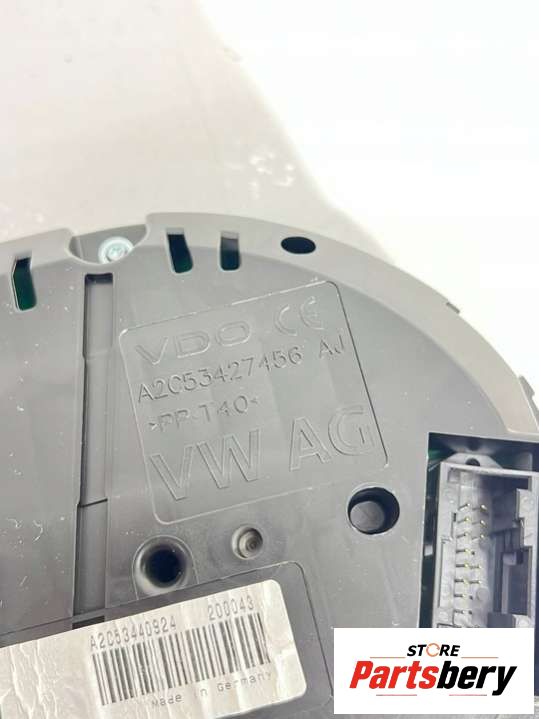 VDO CE
A2C53427456 AJ
>PP-T40<
VW AG
A2C53440924 200043
Made in Germany
STORE
Partsbery